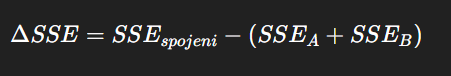 ΔSSE = SSE_spojeni − (SSE_A + SSE_B)